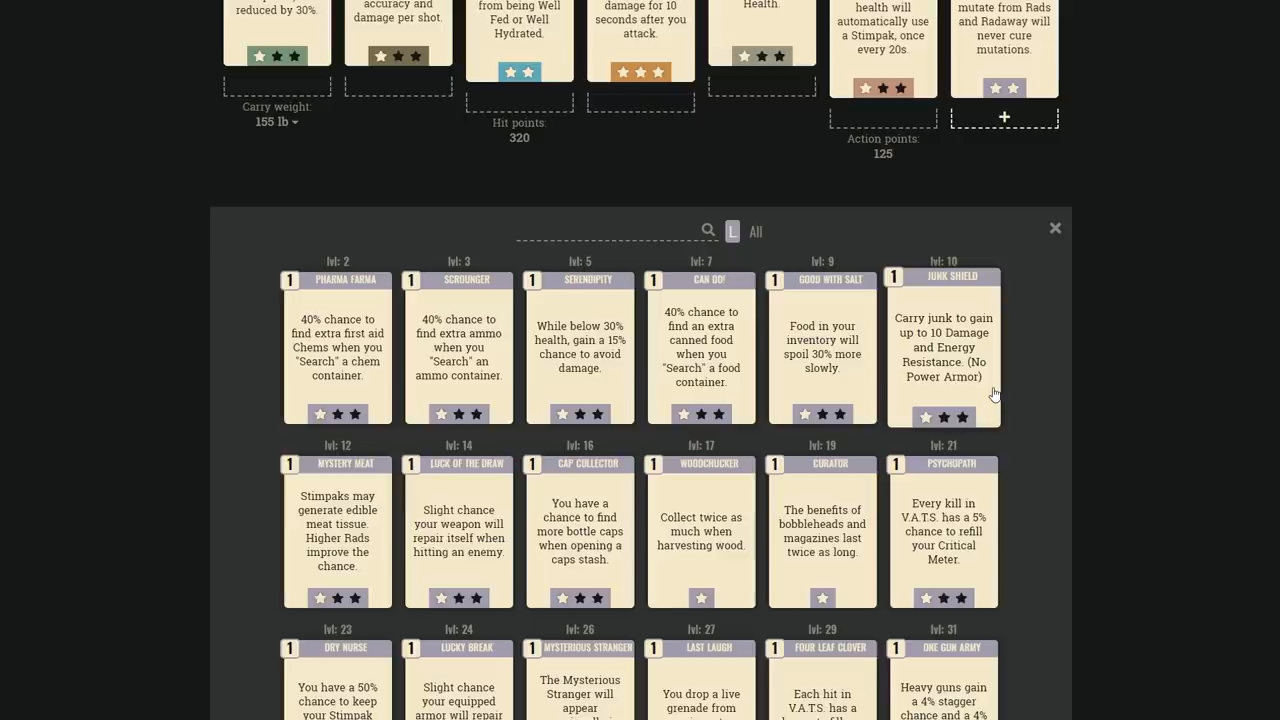 reduced by 30%.
accuracy and
damage per shot.
from being Well
Fed or Well
Hydrated.
damage for 10
seconds after you
attack.
Health.
health will
automatically use
a Stimpak, once
every 20s.
mutate from Rads
and Radaway will
never cure
mutations.
Carry weight:
155 lb
Hit points:
320
Action points:
125
+
L All
lvl: 2
1 PHARMA FARMA
40% chance to
find extra first aid
Chems when you
"Search" a chem
container.
lvl: 3
1 SCROUNGER
40% chance to
find extra ammo
when you
"Search" an
ammo container.
lvl: 5
1 SERENDIPITY
While below 30%
health, gain a 15%
chance to avoid
damage.
lvl: 7
1 CAN DO!
40% chance to
find an extra
canned food
when you
"Search" a food
container.
lvl: 9
1 GOOD WITH SALT
Food in your
inventory will
spoil 30% more
slowly.
lvl: 10
1 JUNK SHIELD
Carry junk to gain
up to 10 Damage
and Energy
Resistance. (No
Power Armor)
lvl: 12
1 MYSTERY MEAT
Stimpaks may
generate edible
meat tissue.
Higher Rads
improve the
chance.
lvl: 14
1 LUCK OF THE DRAW
Slight chance
your weapon will
repair itself when
hitting an enemy.
lvl: 16
1 CAP COLLECTOR
You have a
chance to find
more bottle caps
when opening a
caps stash.
lvl: 17
1 WOODCHUCKER
Collect twice as
much when
harvesting wood.
lvl: 19
1 CURATOR
The benefits of
bobbleheads and
magazines last
twice as long.
lvl: 21
1 PSYCHOPATH
Every kill in
V.A.T.S. has a 5%
chance to refill
your Critical
Meter.
lvl: 23
1 DRY NURSE
You have a 50%
chance to keep
your Stimpak
lvl: 24
1 LUCKY BREAK
Slight chance
your equipped
armor will repair
lvl: 26
1 MYSTERIOUS STRANGER
The Mysterious
Stranger will
appear
lvl: 27
1 LAST LAUGH
You drop a live
grenade from
lvl: 29
1 FOUR LEAF CLOVER
Each hit in
V.A.T.S. has a
lvl: 31
1 ONE GUN ARMY
Heavy guns gain
a 4% stagger
chance and a 4%